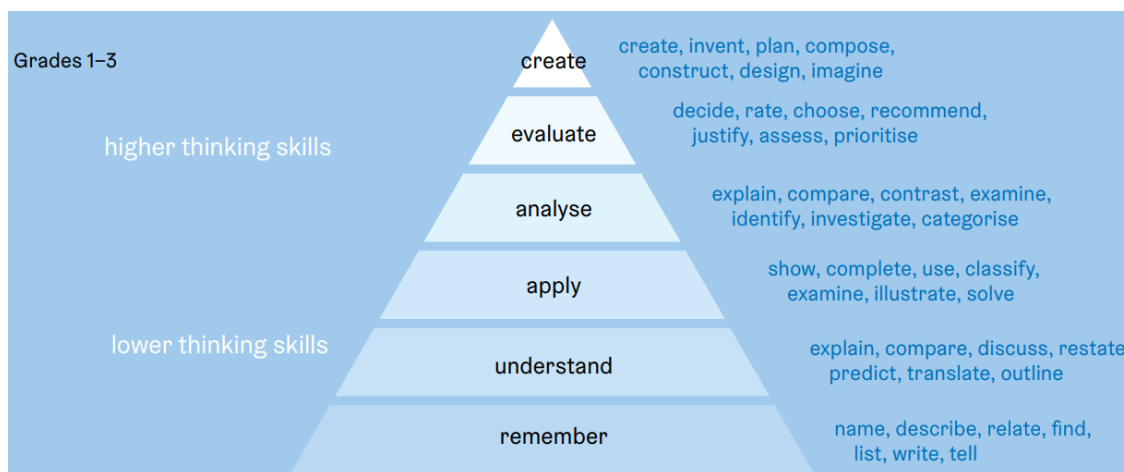 Grades 1–3
create
create, invent, plan, compose,
construct, design, imagine
higher thinking skills
evaluate
decide, rate, choose, recommend,
justify, assess, prioritise
analyse
explain, compare, contrast, examine,
identify, investigate, categorise
apply
show, complete, use, classify,
examine, illustrate, solve
lower thinking skills
understand
explain, compare, discuss, restate
predict, translate, outline
remember
name, describe, relate, find,
list, write, tell